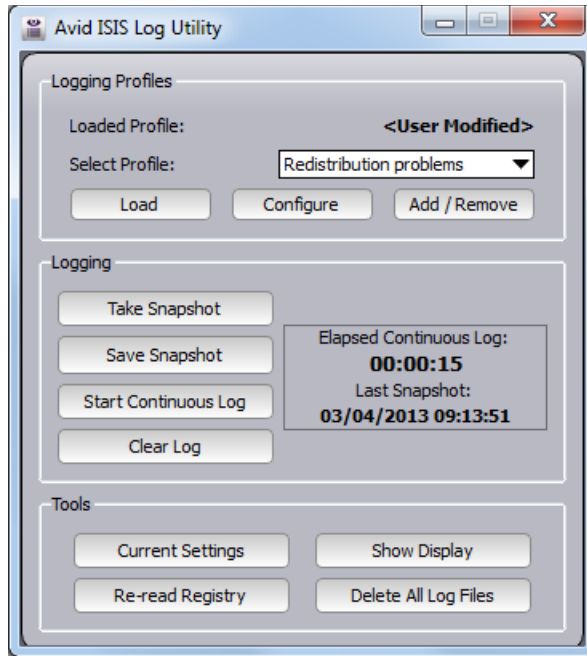 Avid ISIS Log Utility
Logging Profiles
Loaded Profile: <User Modified>
Select Profile: Redistribution problems
Load Configure Add / Remove
Logging
Take Snapshot
Save Snapshot
Start Continuous Log
Clear Log
Elapsed Continuous Log:
00:00:15
Last Snapshot:
03/04/2013 09:13:51
Tools
Current Settings Show Display
Re-read Registry Delete All Log Files